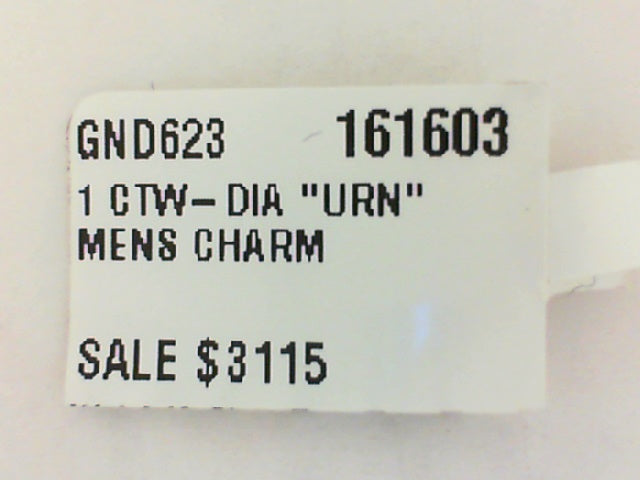 GND623 161603
1 CTW-DIA "URN"
MENS CHARM
SALE $3115